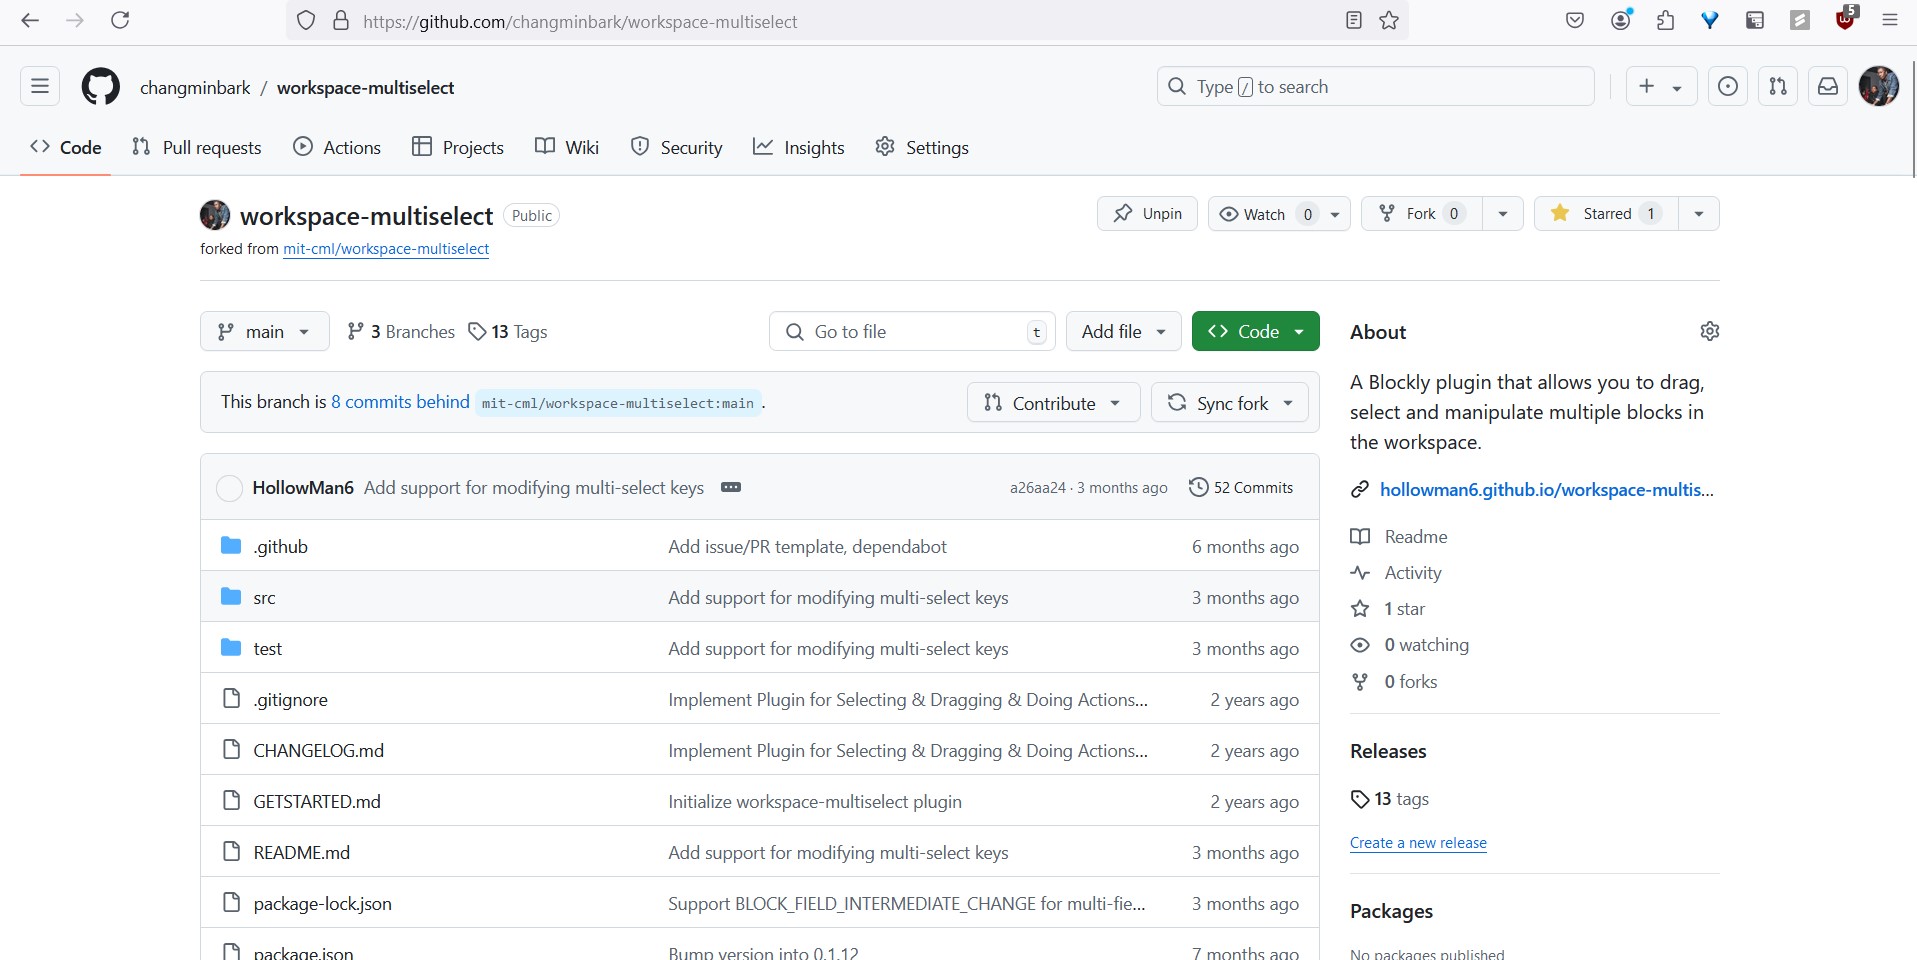 https://github.com/changminbark/workspace-multiselect
5
changminbark / workspace-multiselect
Type / to search
Code
Pull requests
Actions
Projects
Wiki
Security
Insights
Settings
workspace-multiselect Public
Unpin
Watch 0
Fork 0
Starred 1
forked from mit-cml/workspace-multiselect
main
3 Branches
13 Tags
Go to file t
Add file
Code
About
This branch is 8 commits behind mit-cml/workspace-multiselect:main .
Contribute
Sync fork
A Blockly plugin that allows you to drag,
select and manipulate multiple blocks in
the workspace.
HollowMan6 Add support for modifying multi-select keys
a26aa24 · 3 months ago
52 Commits
hollowman6.github.io/workspace-multis...
.github Add issue/PR template, dependabot 6 months ago
src Add support for modifying multi-select keys 3 months ago
test Add support for modifying multi-select keys 3 months ago
.gitignore Implement Plugin for Selecting & Dragging & Doing Actions... 2 years ago
CHANGELOG.md Implement Plugin for Selecting & Dragging & Doing Actions... 2 years ago
GETSTARTED.md Initialize workspace-multiselect plugin 2 years ago
README.md Add support for modifying multi-select keys 3 months ago
package-lock.json Support BLOCK_FIELD_INTERMEDIATE_CHANGE for multi-fie... 3 months ago
package.json Bump version into 0.1.12 7 months ago
Readme
Activity
1 star
0 watching
0 forks
Releases
13 tags
Create a new release
Packages
No packages published